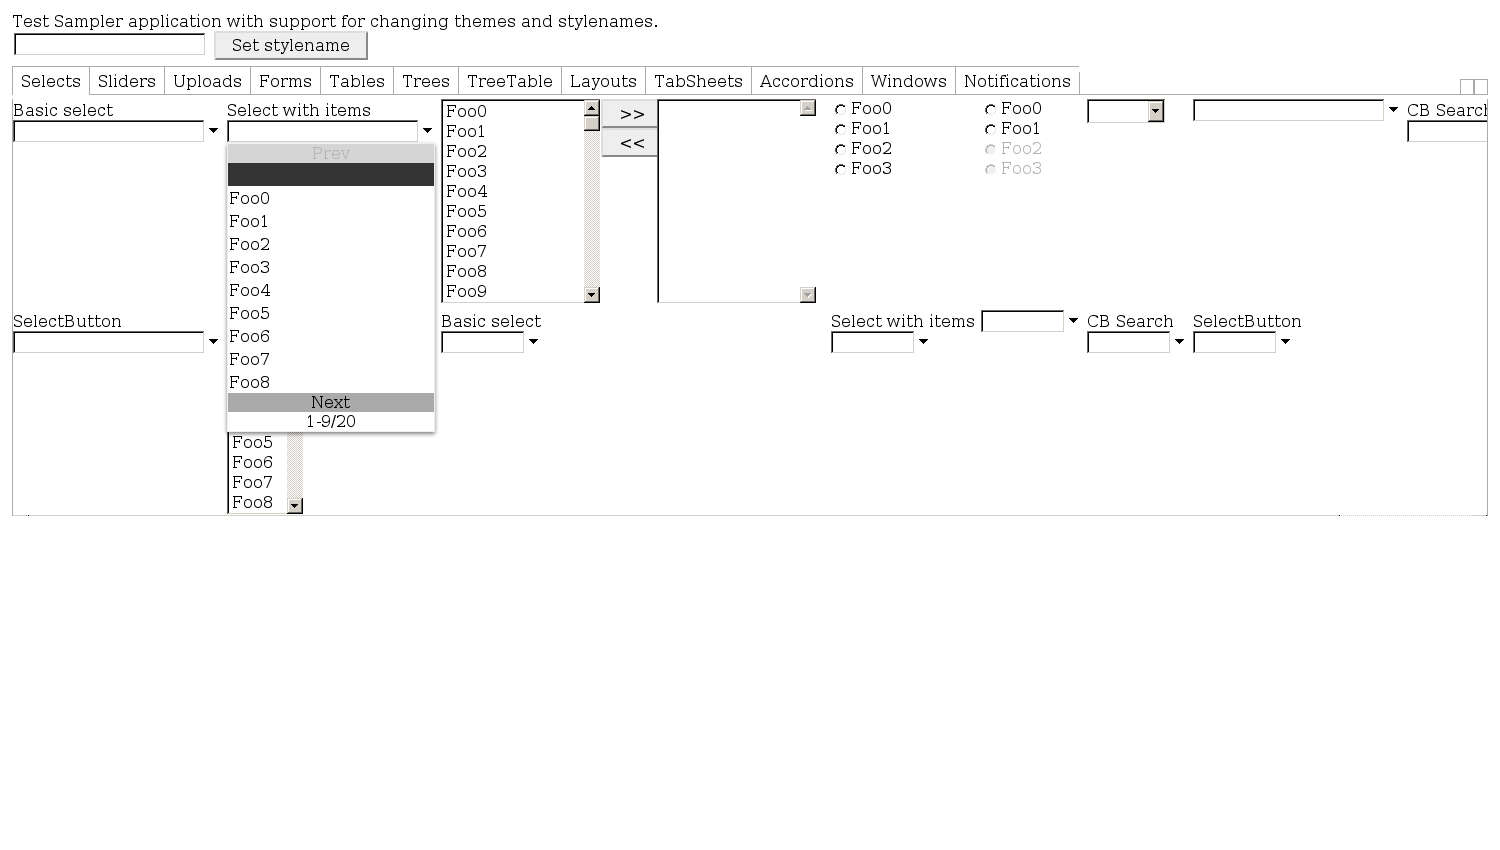 Test Sampler application with support for changing themes and stylenames.
Set stylename
Selects Sliders Uploads Forms Tables Trees TreeTable Layouts TabSheets Accordions Windows Notifications
Basic select
Select with items
Prev
Foo0
Foo1
Foo2
Foo3
Foo4
Foo5
Foo6
Foo7
Foo8
Next
1-9/20
Foo0
Foo1
Foo2
Foo3
Foo4
Foo5
Foo6
Foo7
Foo8
Foo9
>>
<<
Foo0
Foo1
Foo2
Foo3
Foo0
Foo1
Foo2
Foo3
CB Search
SelectButton
Basic select
Select with items
CB Search
SelectButton
Foo5
Foo6
Foo7
Foo8